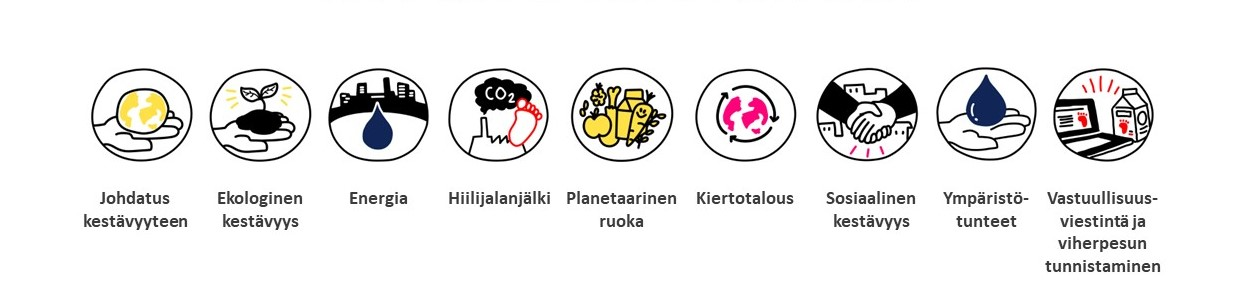 CO2
Johdatus
kestävyyteen
Ekologinen
kestävyys
Energia
Hiilijalanjälki
Planetaarinen
ruoka
Kiertotalous
Sosiaalinen
kestävyys
Ympäristö-
tunteet
Vastuullisuus-
viestintä ja
viherpesun
tunnistaminen